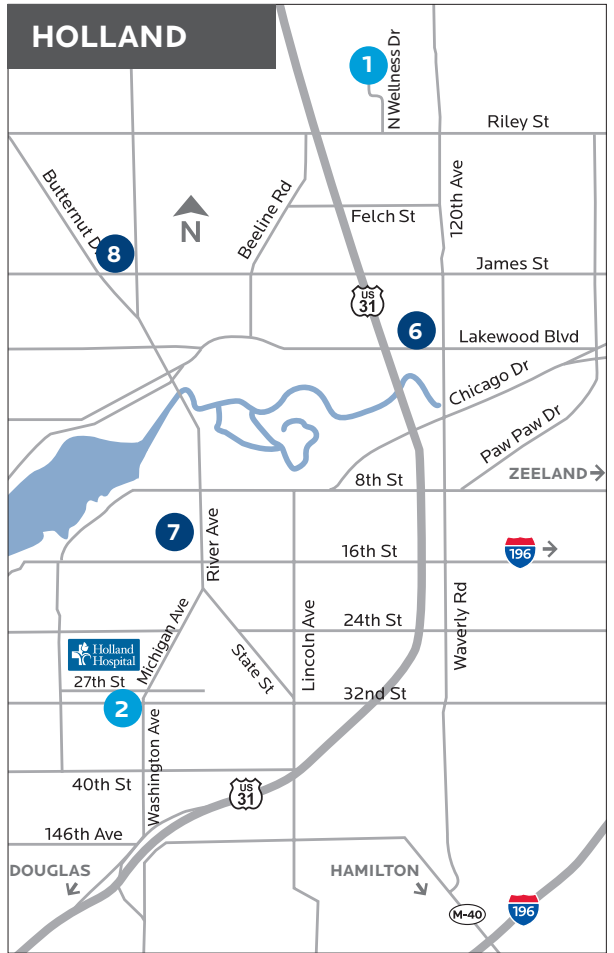 HOLLAND
1
N Wellness Dr
Riley St
Butternut D
8
N
Beeline Rd
Felch St
120th Ave
James St
US
31
6
Lakewood Blvd
Chicago Dr
Paw Paw Dr
ZEELAND
8th St
7
River Ave
16th St
196
Michigan Ave
State St
Lincoln Ave
24th St
Waverly Rd
Holland
Hospital
27th St
2
32nd St
Washington Ave
40th St
US
31
146th Ave
DOUGLAS
HAMILTON
M-40
196